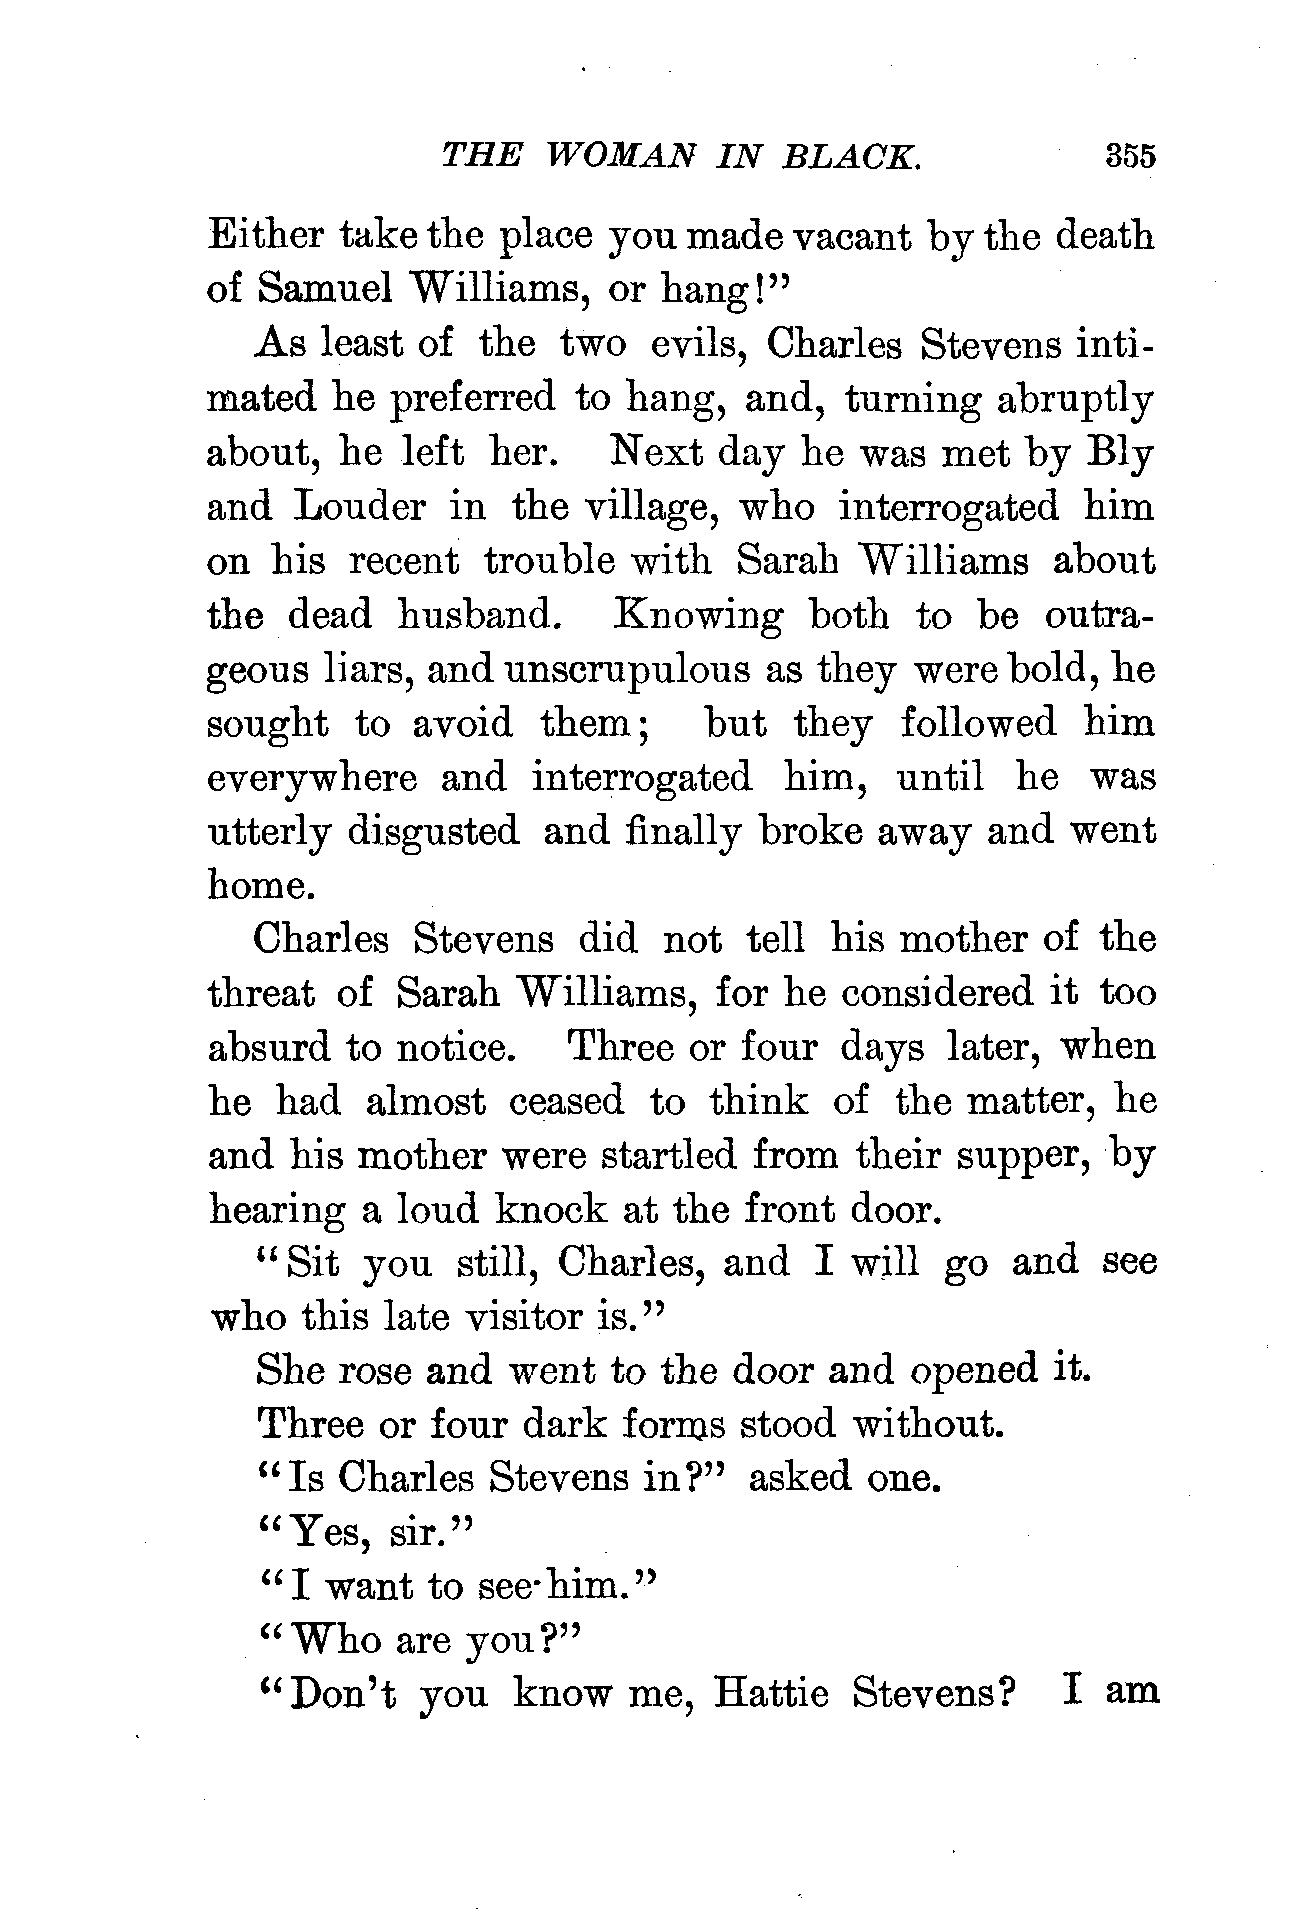 THE WOMAN IN BLACK. 355
Either take the place you made vacant by the death
of Samuel Williams, or hang!"
As least of the two evils, Charles Stevens inti-
mated he preferred to hang, and, turning abruptly
about, he left her. Next day he was met by Bly
and Louder in the village, who interrogated him
on his recent trouble with Sarah Williams about
the dead husband. Knowing both to be outra-
geous liars, and unscrupulous as they were bold, he
sought to avoid them; but they followed him
everywhere and interrogated him, until he was
utterly disgusted and finally broke away and went
home.
Charles Stevens did not tell his mother of the
threat of Sarah Williams, for he considered it too
absurd to notice. Three or four days later, when
he had almost ceased to think of the matter, he
and his mother were startled from their supper, by
hearing a loud knock at the front door.
"Sit you still, Charles, and I will go and see
who this late visitor is."
She rose and went to the door and opened it.
Three or four dark forms stood without.
"Is Charles Stevens in?" asked one.
"Yes, sir."
"I want to see him."
"Who are you?"
"Don't you know me, Hattie Stevens? I am